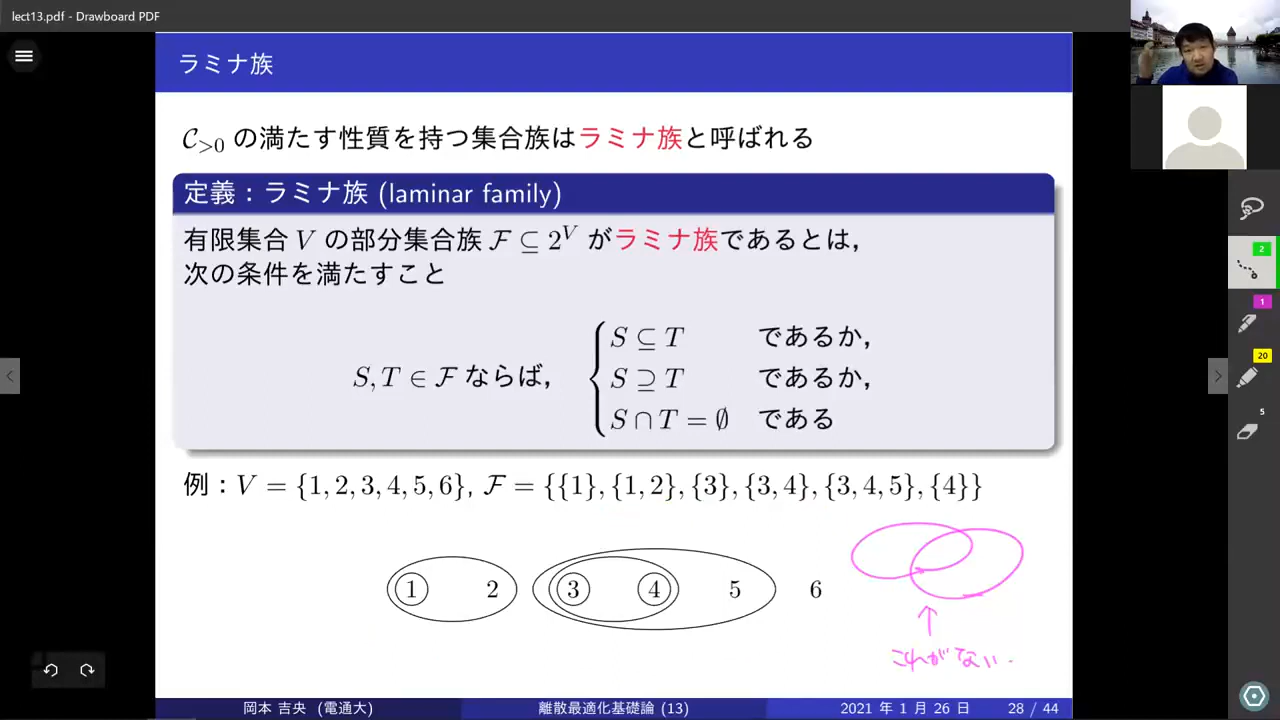 lect13.pdf - Drawboard PDF
ラミナ族
𝒞>0 の満たす性質を持つ集合族はラミナ族と呼ばれる
定義：ラミナ族 (laminar family)
有限集合 V の部分集合族 ℱ ⊆ 2^V がラミナ族であるとは，
次の条件を満たすこと
S ⊆ T であるか，
S, T ∈ ℱ ならば， S ⊇ T であるか，
S ∩ T = ∅ である
例：V = {1, 2, 3, 4, 5, 6}, ℱ = {{1}, {1, 2}, {3}, {3, 4}, {3, 4, 5}, {4}}
1 2 3 4 5 6
これがない.
岡本 吉央 (電通大) 離散最適化基礎論 (13) 2021 年 1 月 26 日 28 / 44
2
1
20
5